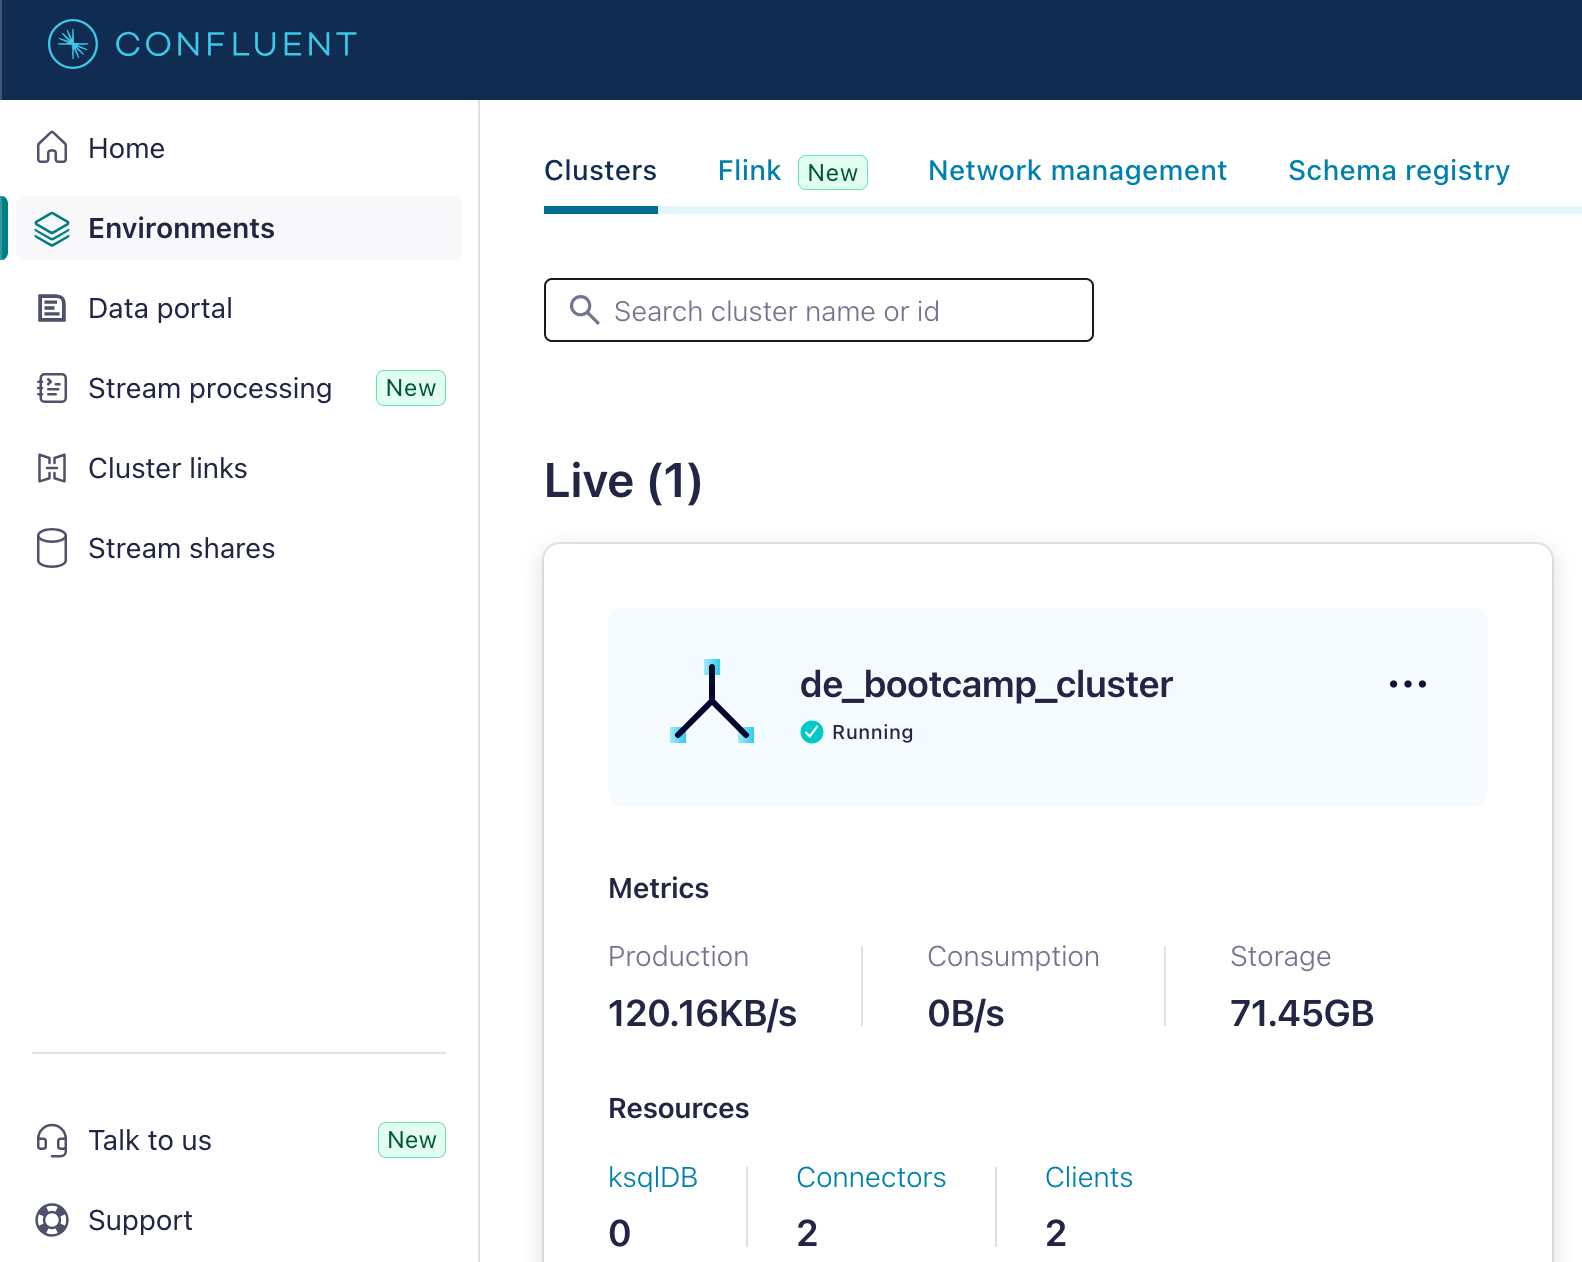 CONFLUENT
Home
Environments
Data portal
Stream processing New
Cluster links
Stream shares
Talk to us New
Support
Clusters Flink New Network management Schema registry
Search cluster name or id
Live (1)
de_bootcamp_cluster
Running
Metrics
Production Consumption Storage
120.16KB/s 0B/s 71.45GB
Resources
ksqlDB Connectors Clients
0 2 2